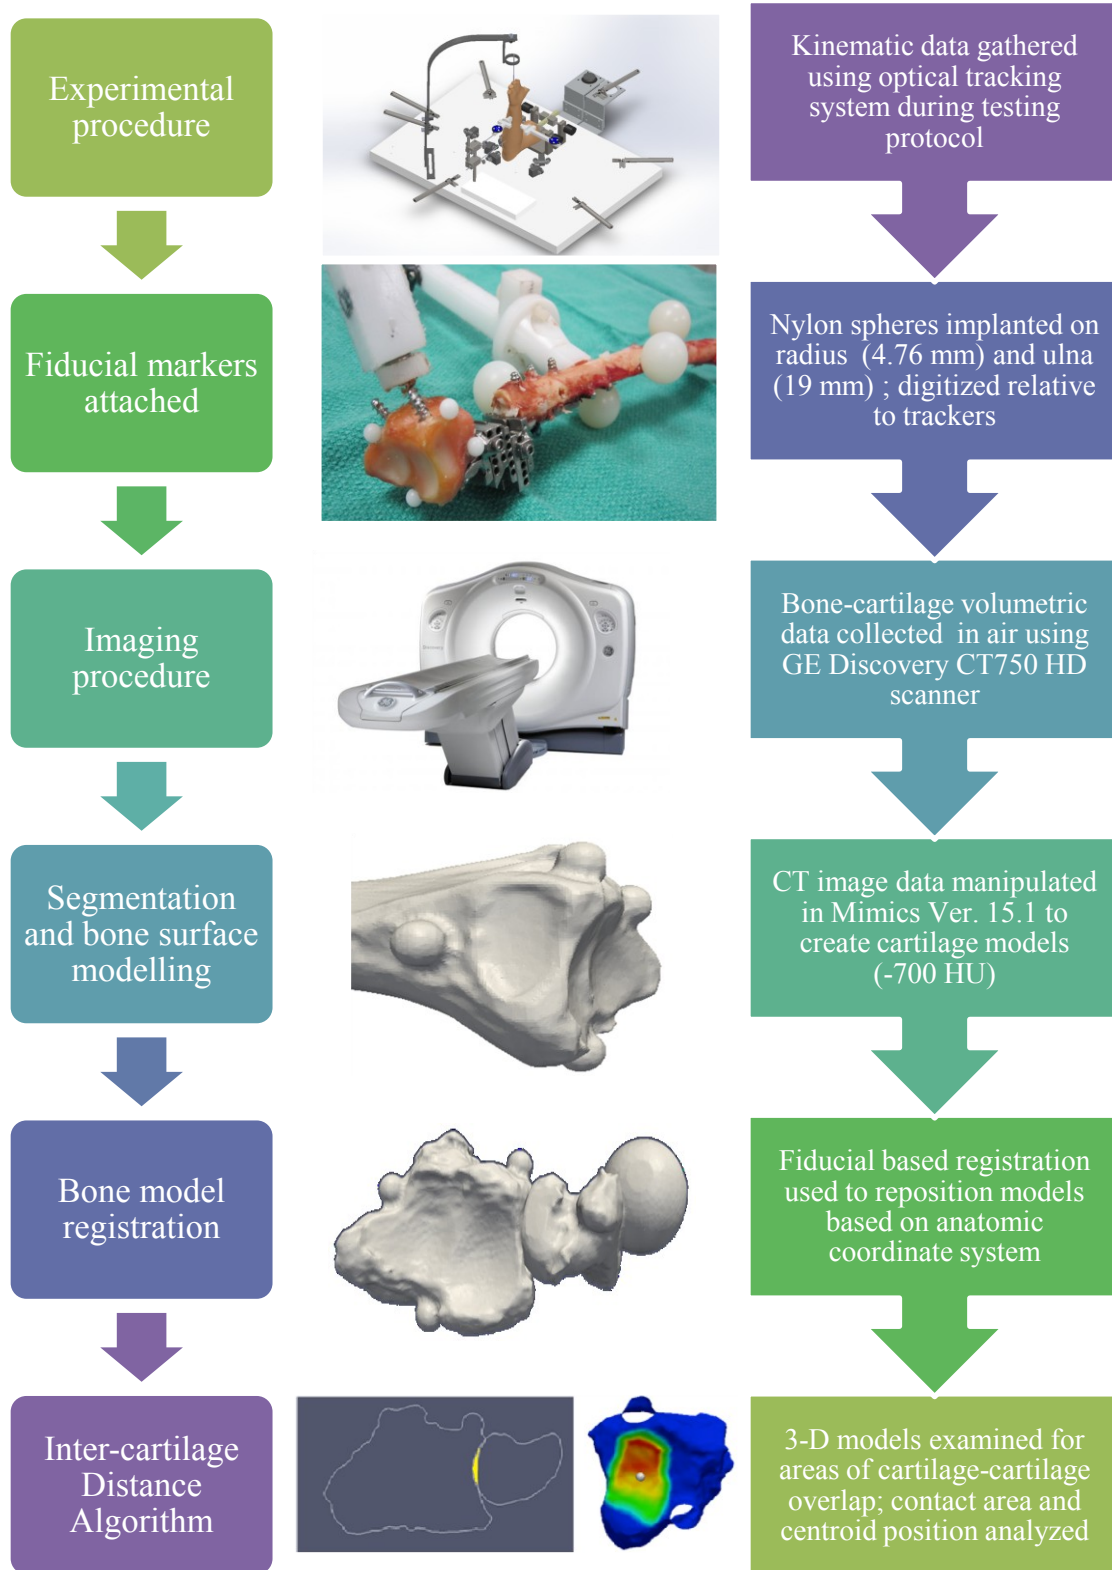 Experimental
procedure
Kinematic data gathered
using optical tracking
system during testing
protocol
Fiducial markers
attached
Nylon spheres implanted on
radius (4.76 mm) and ulna
(19 mm) ; digitized relative
to trackers
Imaging
procedure
Bone-cartilage volumetric
data collected in air using
GE Discovery CT750 HD
scanner
Segmentation
and bone surface
modelling
CT image data manipulated
in Mimics Ver. 15.1 to
create cartilage models
(-700 HU)
Bone model
registration
Fiducial based registration
used to reposition models
based on anatomic
coordinate system
Inter-cartilage
Distance
Algorithm
3-D models examined for
areas of cartilage-cartilage
overlap; contact area and
centroid position analyzed